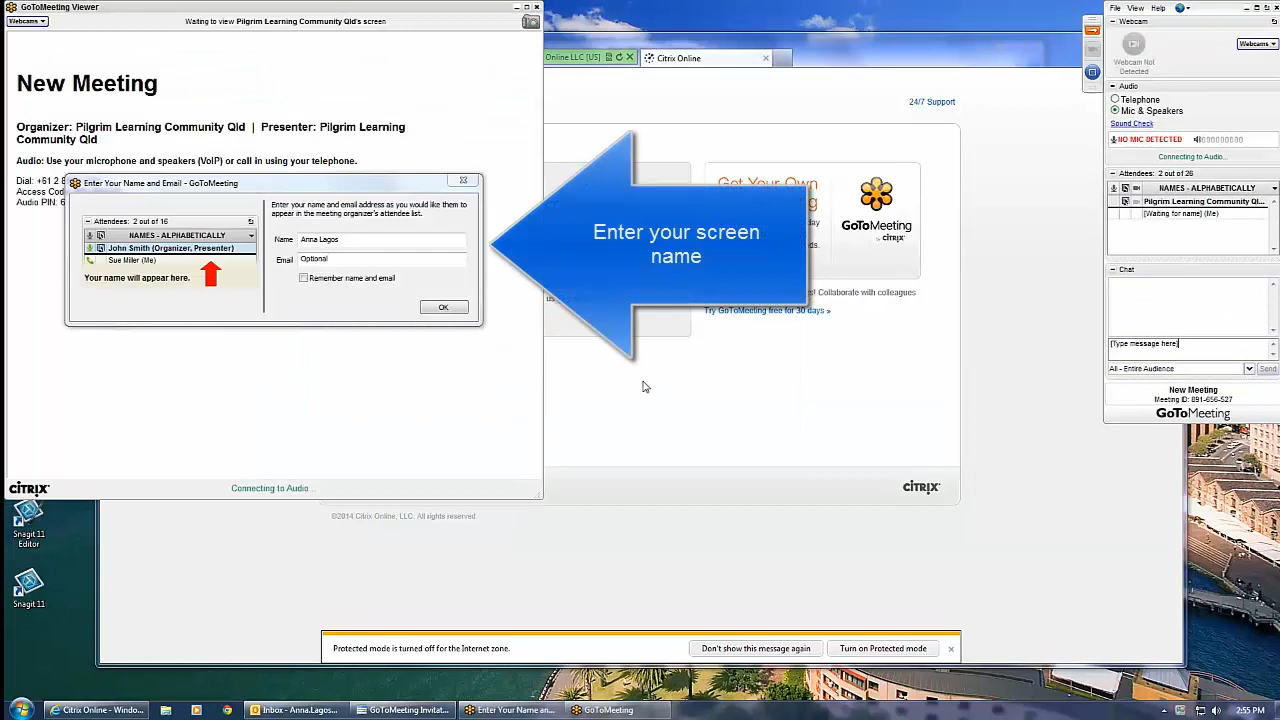 GoToMeeting Viewer
Webcams
Waiting to view Pilgrim Learning Community Qld's screen
New Meeting
Organizer: Pilgrim Learning Community Qld | Presenter: Pilgrim Learning
Community Qld
Audio: Use your microphone and speakers (VoIP) or call in using your telephone.
Dial: +61 2
Access Cod
Audio PIN: 6
Enter Your Name and Email - GoToMeeting
Attendees: 2 out of 16
NAMES - ALPHABETICALLY
John Smith (Organizer, Presenter)
Sue Miller (Me)
Your name will appear here.
Enter your name and email address as you would like them to
appear in the meeting organizer's attendee list.
Name Anna Lagos
Email Optional
Remember name and email
OK
Connecting to Audio...
CITRIX
Online LLC [US]
Citrix Online
24/7 Support
Get Your Own
GoToMeeting
by CITRIX
! Collaborate with colleagues
Try GoToMeeting free for 30 days »
Enter your screen
name
CITRIX
©2014 Citrix Online, LLC. All rights reserved
Protected mode is turned off for the Internet zone.
Don't show this message again
Turn on Protected mode
Snagit 11
Editor
Snagit 11
File View Help
Webcam
Webcam Not
Detected
Webcams
Audio
Telephone
Mic & Speakers
Sound Check
NO MIC DETECTED
Connecting to Audio...
Attendees: 2 out of 26
NAMES - ALPHABETICALLY
Pilgrim Learning Community Ql...
[Waiting for name] (Me)
Chat
[Type message here]
All - Entire Audience
Send
New Meeting
Meeting ID: 891-656-527
GoToMeeting
Citrix Online - Windo...
Inbox - Anna.Lagos...
GoToMeeting Invitat...
Enter Your Name an...
GoToMeeting
2:55 PM